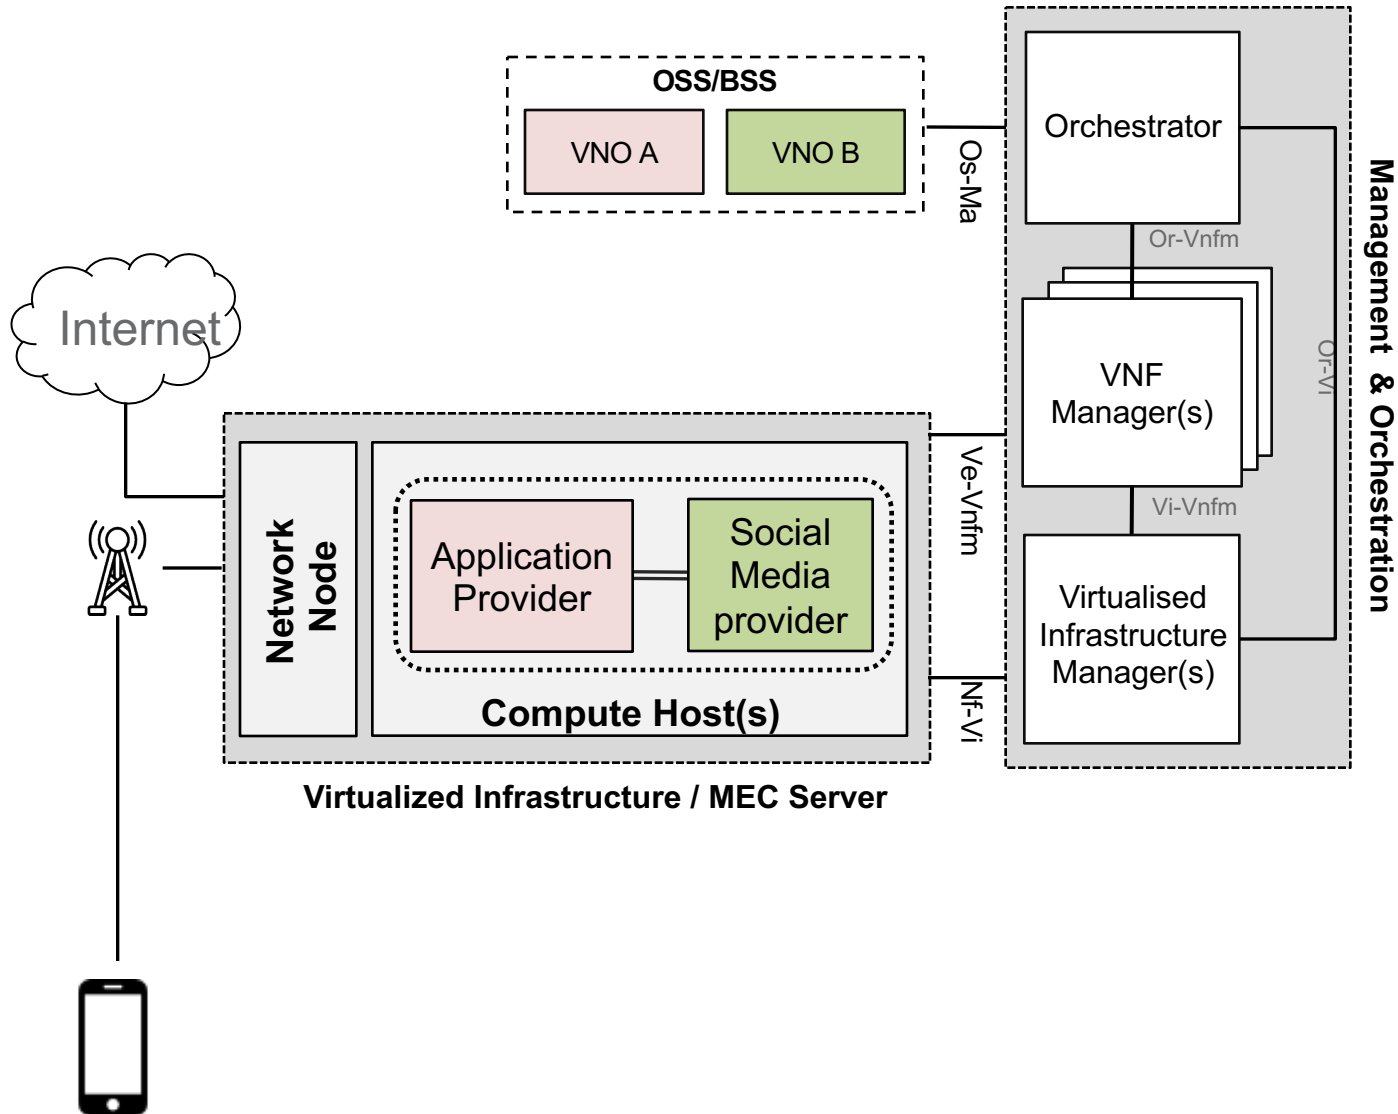 OSS/BSS
VNO A
VNO B
Os-Ma
Orchestrator
Or-Vnfm
Management & Orchestration
Internet
VNF
Manager(s)
Or-Vi
Ve-Vnfm
Vi-Vnfm
Network
Node
Application
Provider
Social
Media
provider
Compute Host(s)
Nf-Vi
Virtualised
Infrastructure
Manager(s)
Virtualized Infrastructure / MEC Server